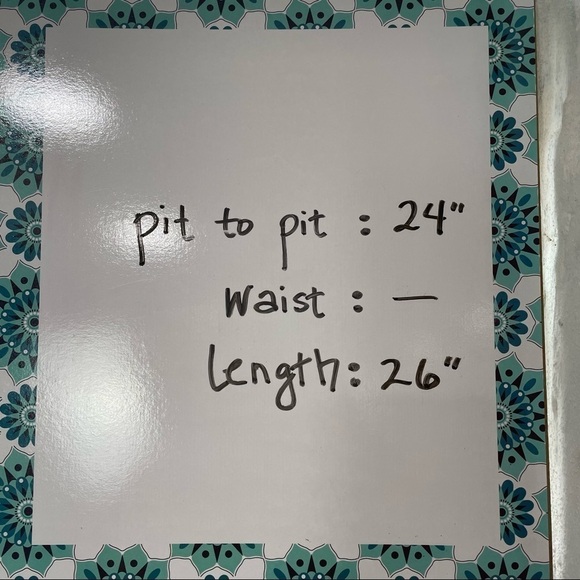 pit to pit : 24"
Waist : —
Length : 26"